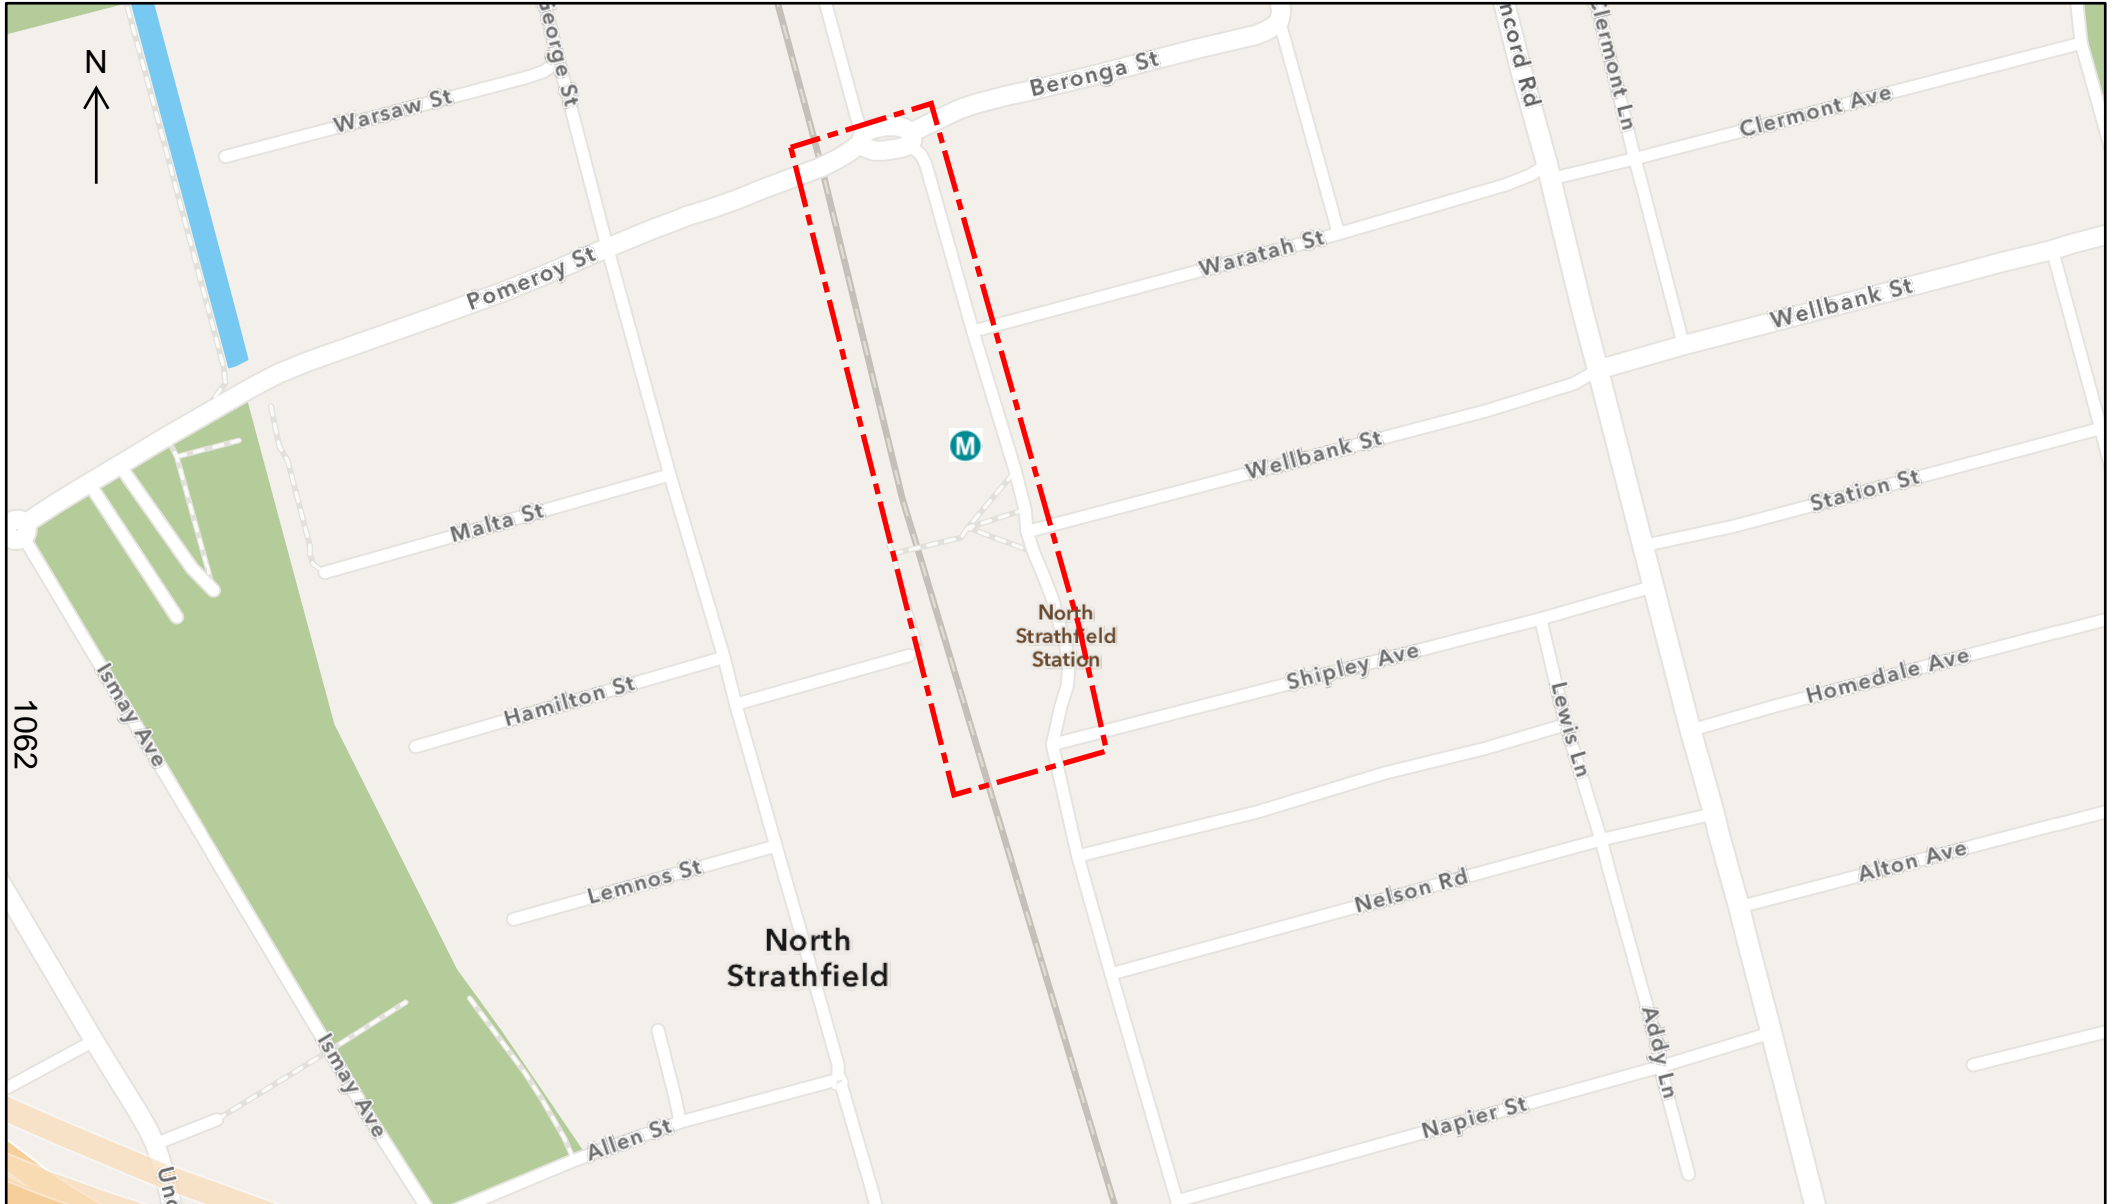 N
George St
ncord Rd
Clermont Ln
Beronga St
Warsaw St
Clermont Ave
Waratah St
Pomeroy St
Wellbank St
M
Wellbank St
Station St
Malta St
North
Strathfield
Station
Shipley Ave
Homedale Ave
Hamilton St
Ismay Ave
1062
Lewis Ln
Lemnos St
Nelson Rd
Alton Ave
North
Strathfield
Ismay Ave
Addy Ln
Allen St
Napier St